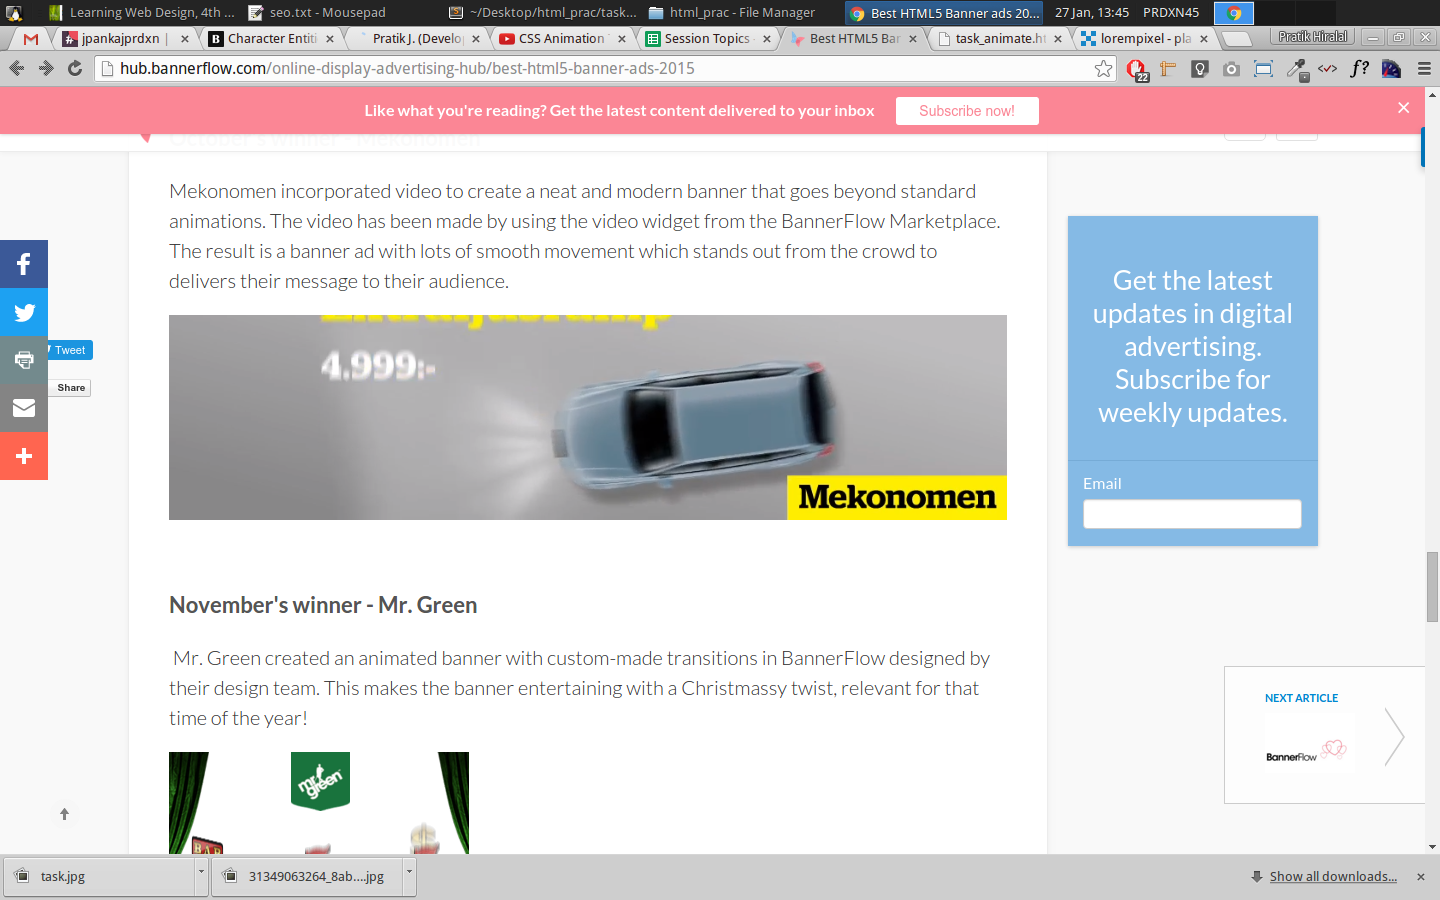 Learning Web Design, 4th ...
seo.txt - Mousepad
~/Desktop/html_prac/task...
html_prac - File Manager
Best HTML5 Banner ads 20...
27 Jan, 13:45
PRDXN45
jpankajprdxn |
Character Enti
Pratik J. (Develo
CSS Animation
Session Topics -
Best HTML5 Bar
task_animate.h
lorempixel - pla
Pratik Hiralal
hub.bannerflow.com/online-display-advertising-hub/best-html5-banner-ads-2015
22
f?
Like what you're reading? Get the latest content delivered to your inbox
Subscribe now!
October's winner - Mekonomen
Mekonomen incorporated video to create a neat and modern banner that goes beyond standard
animations. The video has been made by using the video widget from the BannerFlow Marketplace.
The result is a banner ad with lots of smooth movement which stands out from the crowd to
delivers their message to their audience.
Tweet
Share
4.999:-
Mekonomen
Get the latest
updates in digital
advertising.
Subscribe for
weekly updates.
Email
November's winner - Mr. Green
Mr. Green created an animated banner with custom-made transitions in BannerFlow designed by
their design team. This makes the banner entertaining with a Christmassy twist, relevant for that
time of the year!
mr
green
BAR
NEXT ARTICLE
BannerFlow
task.jpg
31349063264_8ab....jpg
Show all downloads...